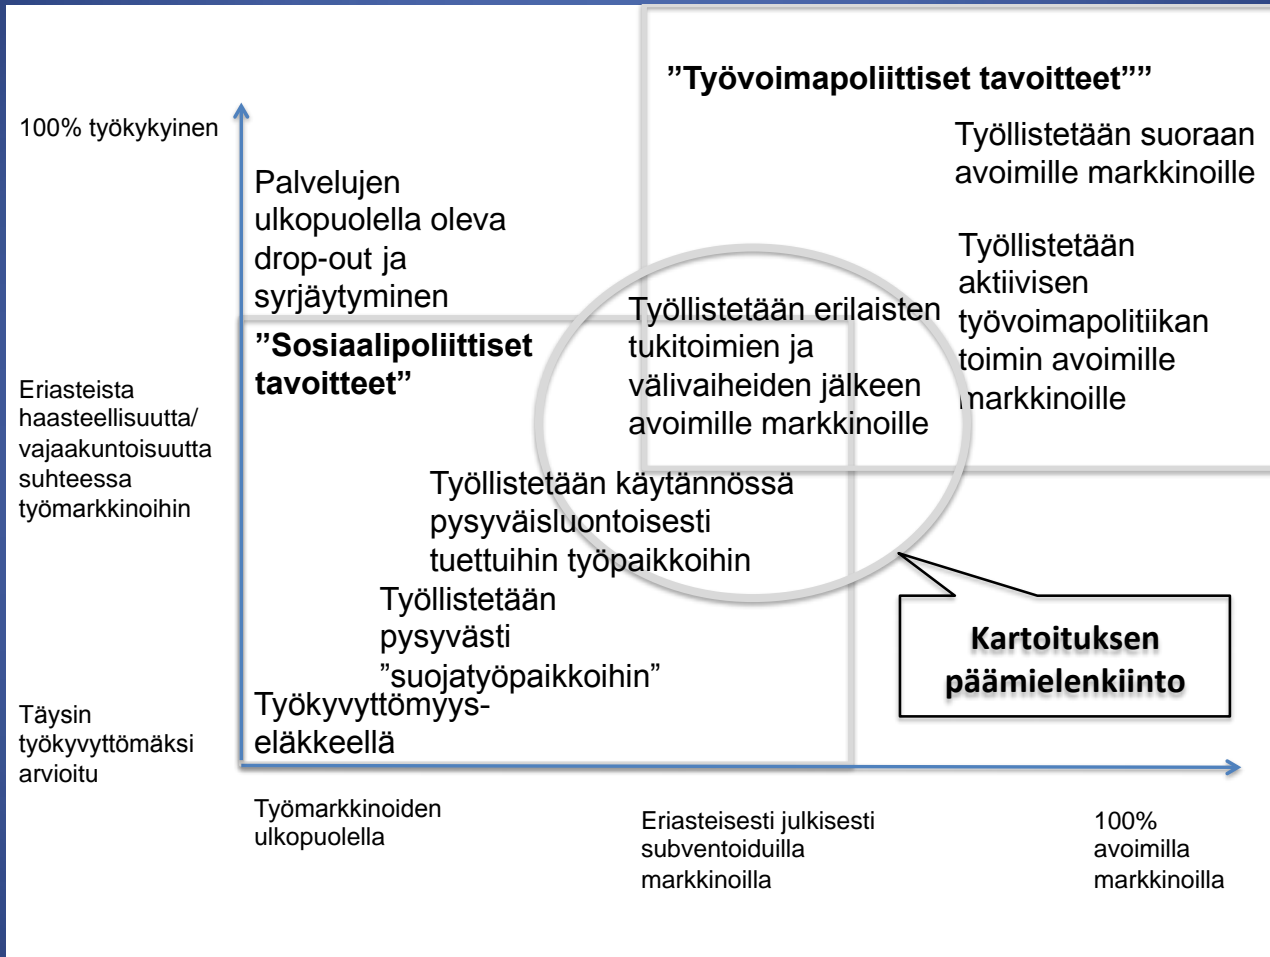 ”Työvoimapoliittiset tavoitteet””
100% työkykyinen
Työllistetään suoraan
avoimille markkinoille
Palvelujen
ulkopuolella oleva
drop-out ja
syrjäytyminen
Työllistetään
aktiivisen
työvoimapolitiikan
toimin avoimille
markkinoille
Työllistetään erilaisten
tukitoimien ja
välivaiheiden jälkeen
avoimille markkinoille
”Sosiaalipoliittiset
tavoitteet”
Eriasteista
haasteellisuutta/
vajaakuntoisuutta
suhteessa
työmarkkinoihin
Työllistetään käytännössä
pysyväisluontoisesti
tuettuihin työpaikkoihin
Työllistetään
pysyvästi
”suojatyöpaikkoihin”
Kartoituksen
päämielenkiinto
Työkyvyttömyys-
eläkkeellä
Täysin
työkyvyttömäksi
arvioitu
Työmarkkinoiden
ulkopuolella
Eriasteisesti julkisesti
subventoiduilla
markkinoilla
100%
avoimilla
markkinoilla